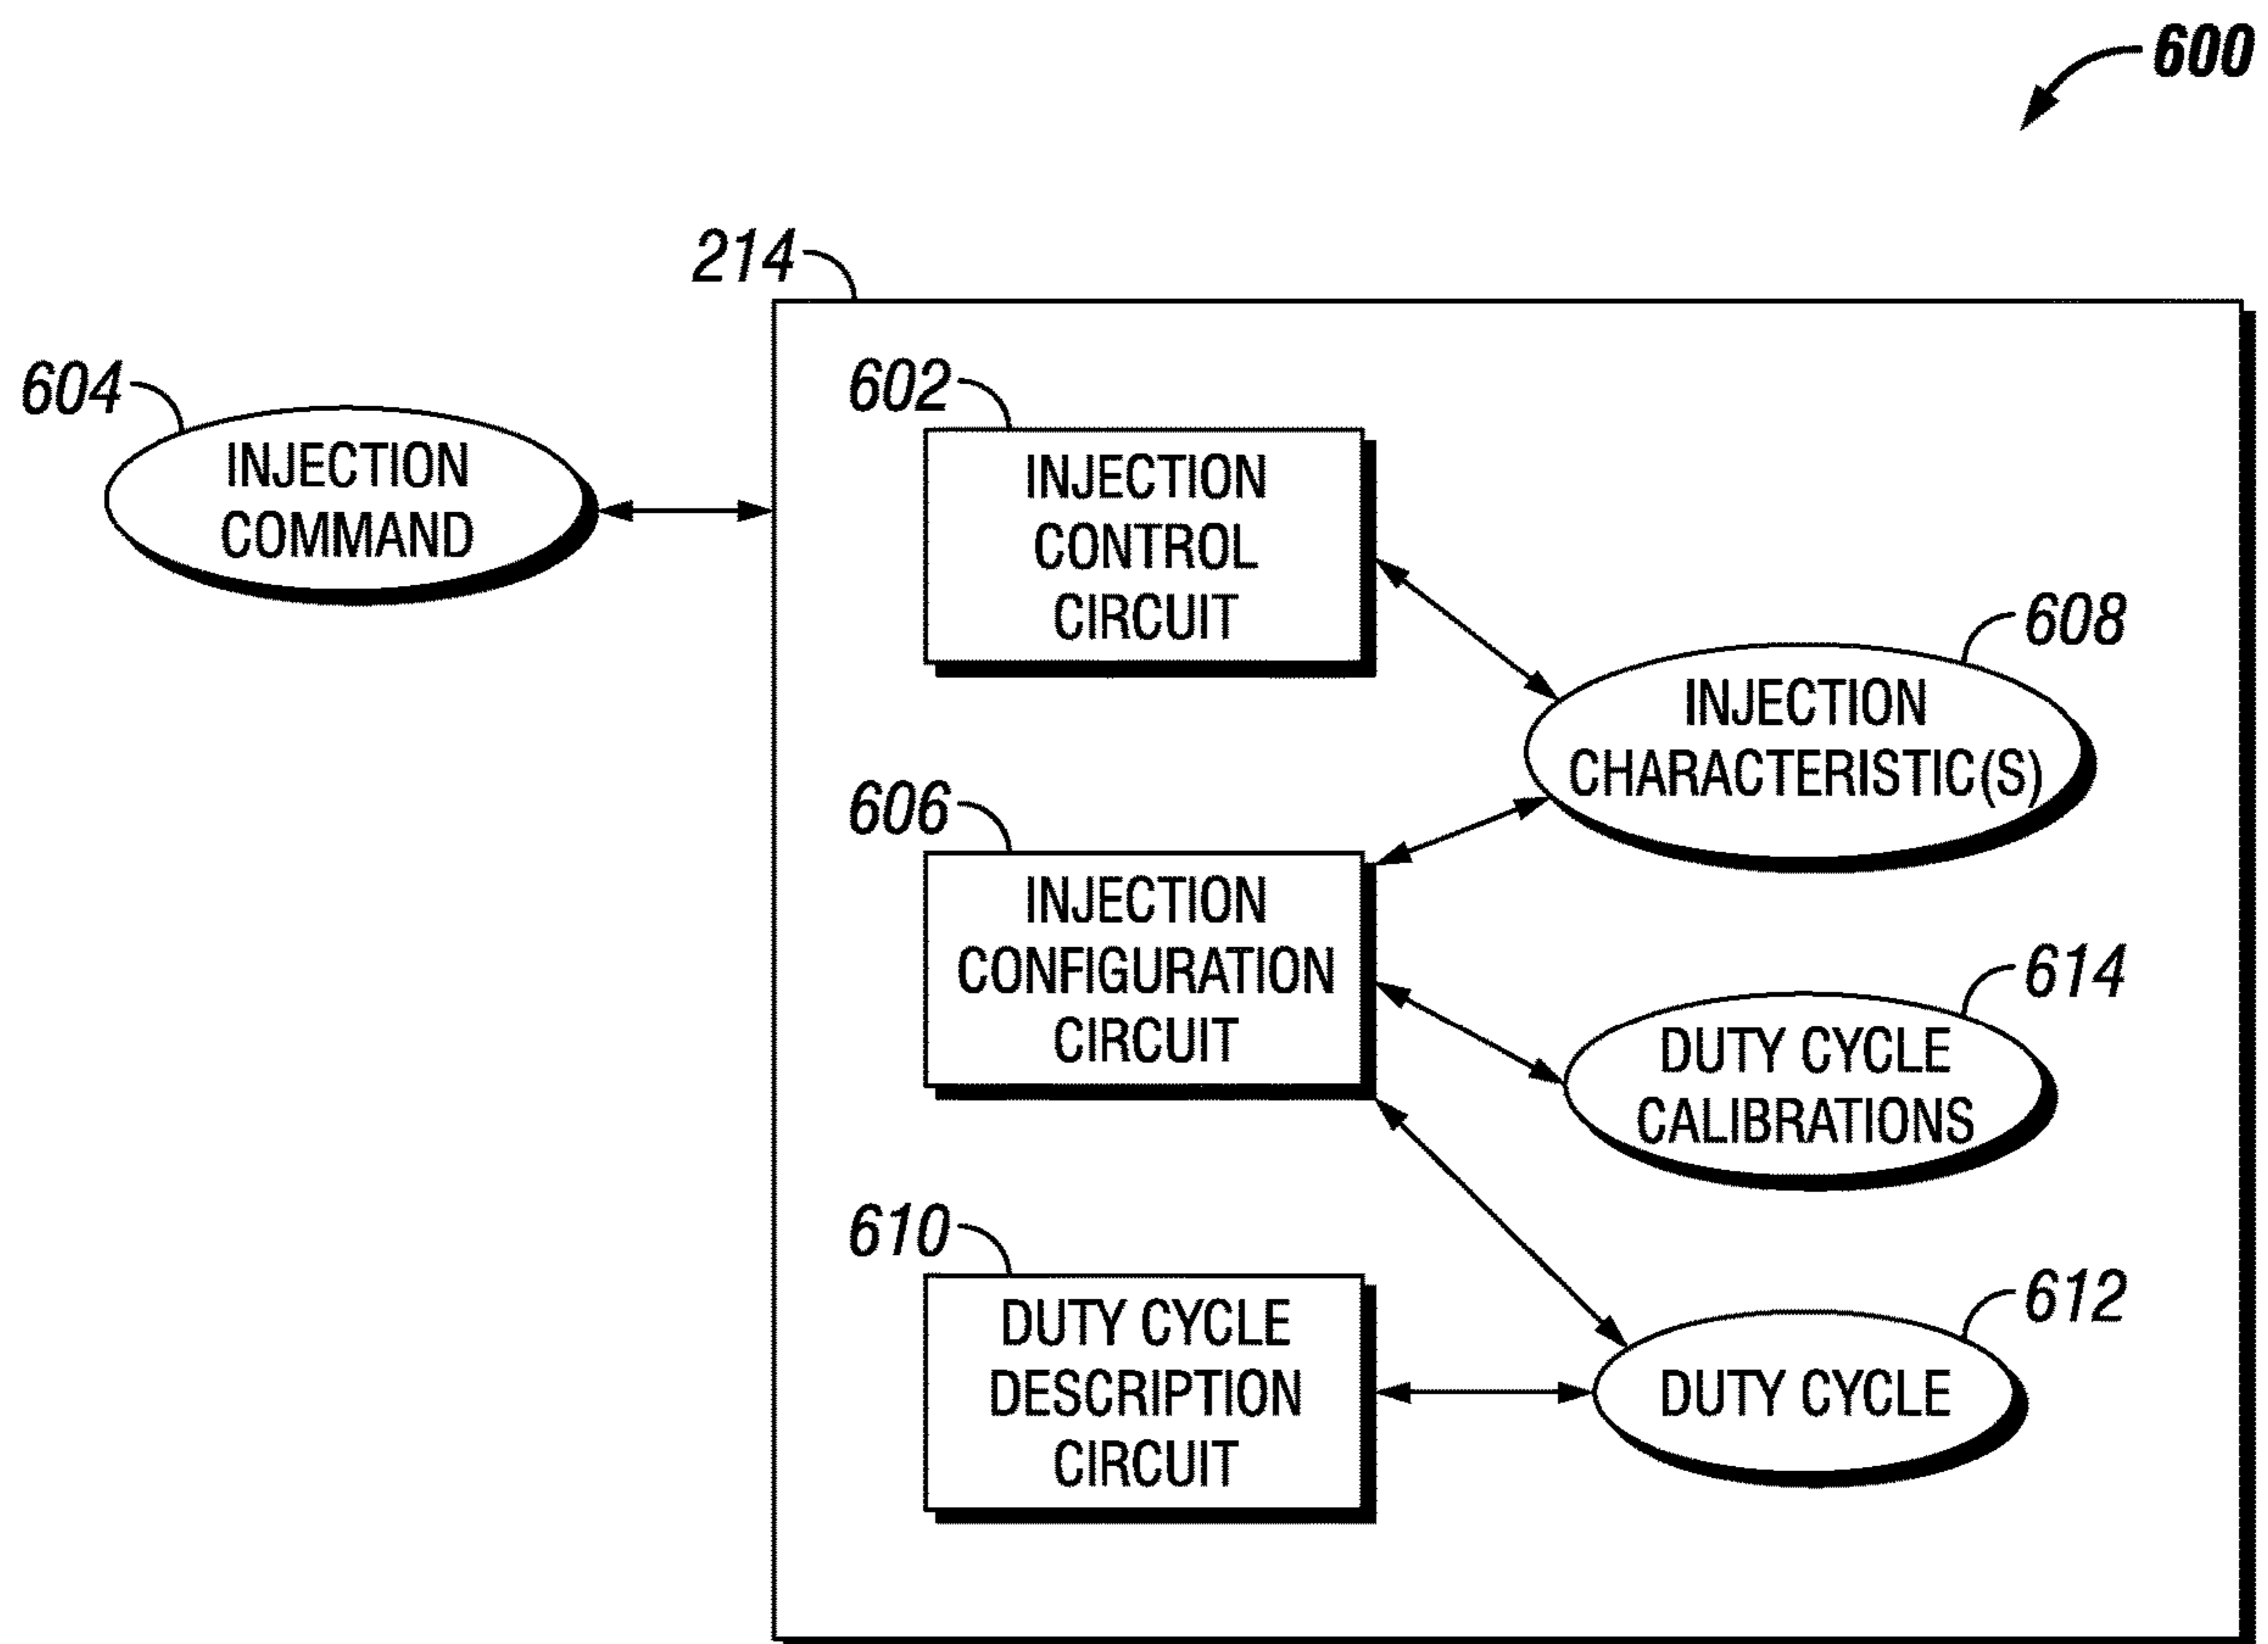 600
214
604
INJECTION
COMMAND
602
INJECTION
CONTROL
CIRCUIT
608
INJECTION
CHARACTERISTIC(S)
606
INJECTION
CONFIGURATION
CIRCUIT
614
DUTY CYCLE
CALIBRATIONS
610
DUTY CYCLE
DESCRIPTION
CIRCUIT
612
DUTY CYCLE